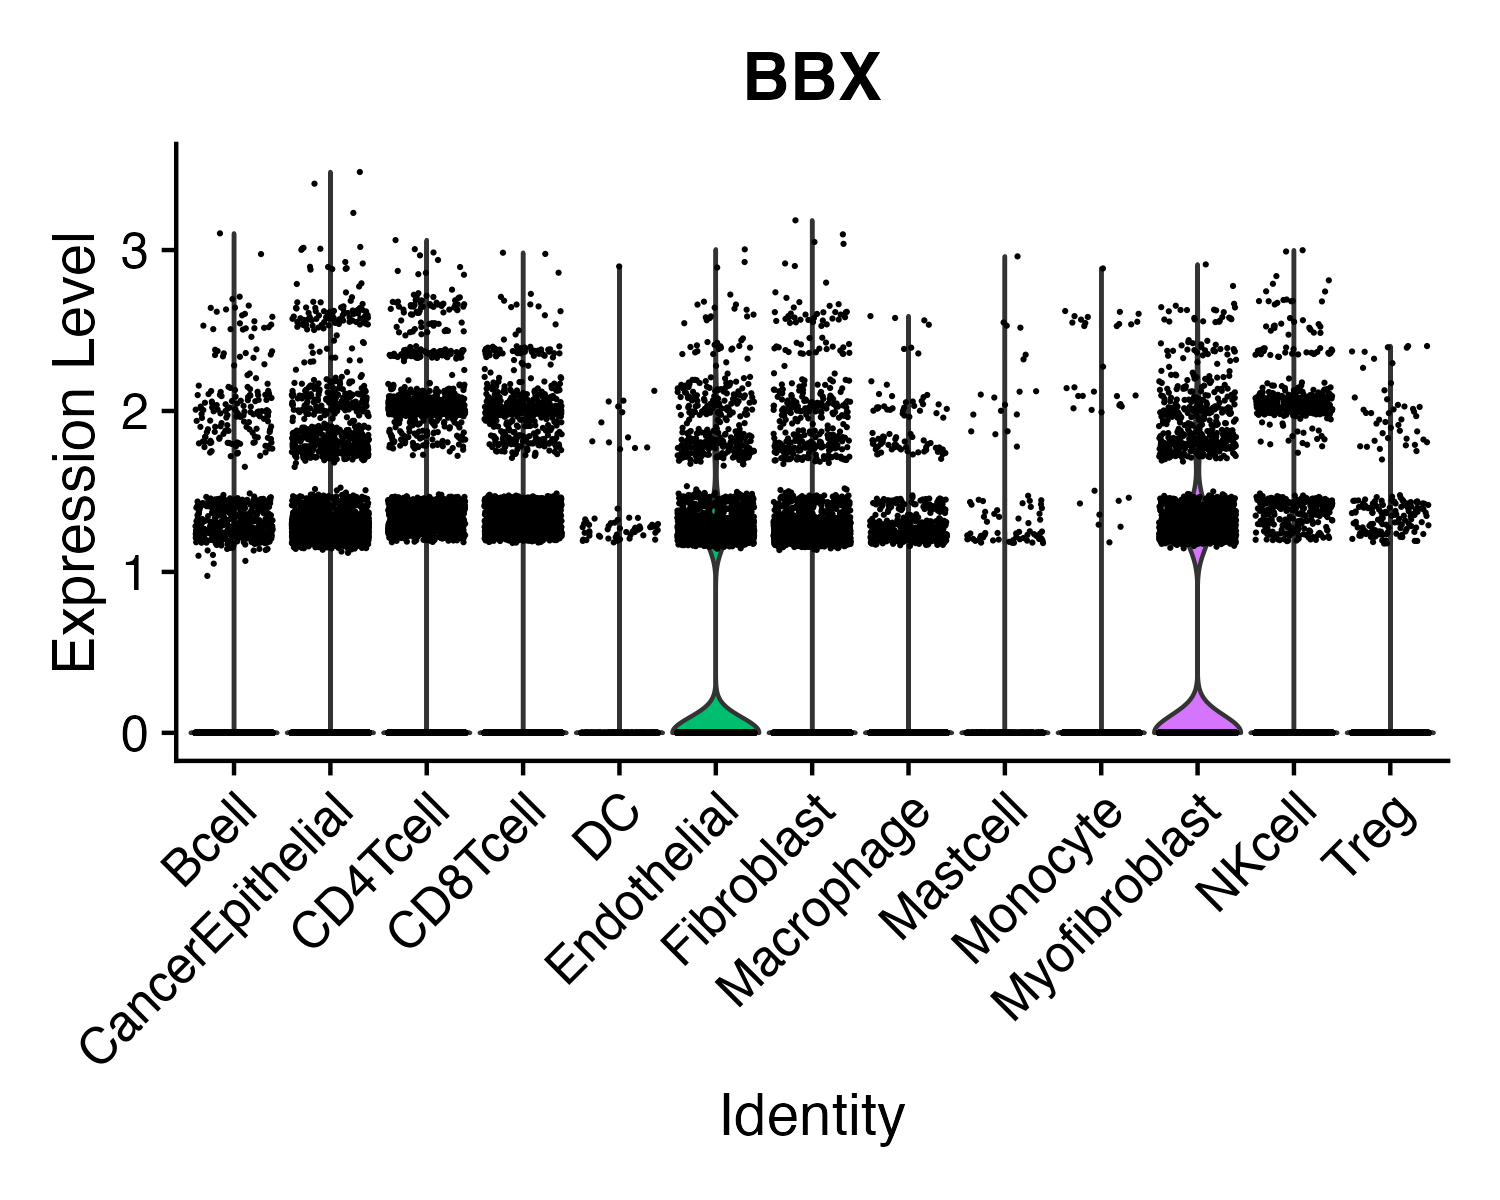 BBX
Expression Level
3
2
1
0
Bcell
CancerEpithelial
CD4Tcell
CD8Tcell
DC
Endothelial
Fibroblast
Macrophage
Mastcell
Monocyte
Myofibroblast
NKcell
Treg
Identity